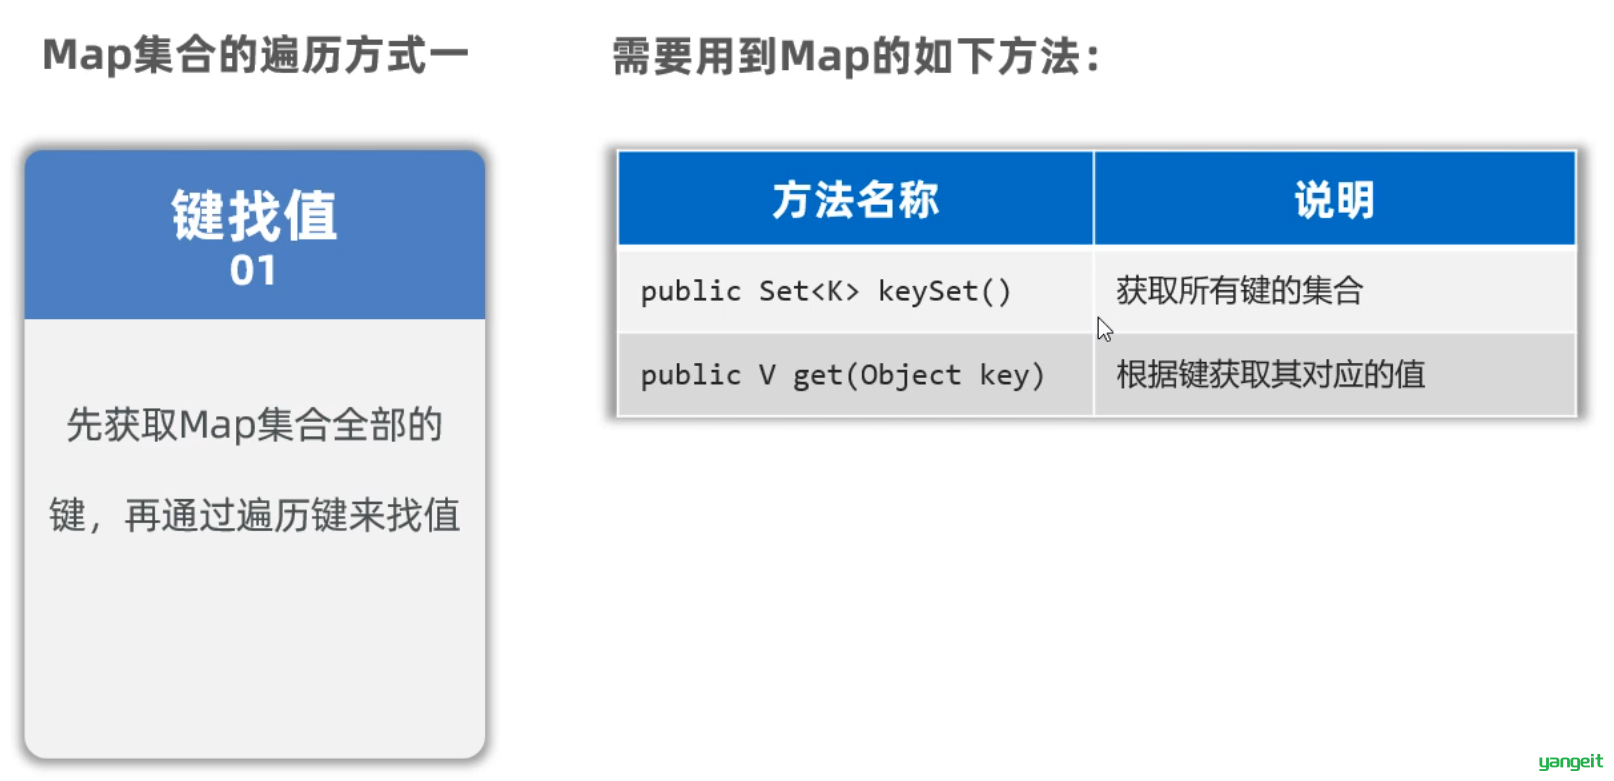 Map集合的遍历方式一
需要用到Map的如下方法：
键找值
01
先获取Map集合全部的
键，再通过遍历键来找值
方法名称
说明
public Set<K> keySet()
获取所有键的集合
public V get(Object key)
根据键获取其对应的值
yangeit